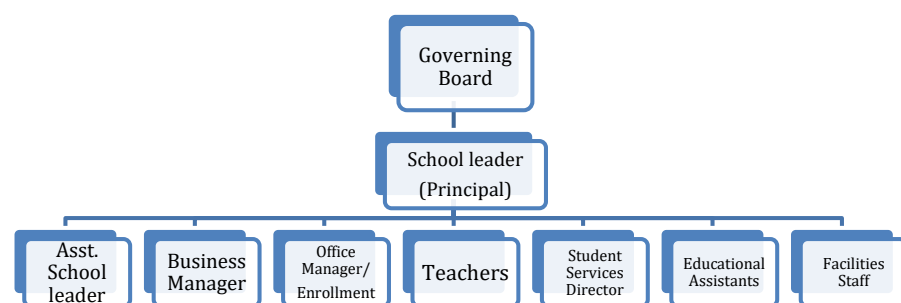 Governing
Board
School leader
(Principal)
Asst.
School
leader
Business
Manager
Office
Manager/
Enrollment
Teachers
Student
Services
Director
Educational
Assistants
Facilities
Staff